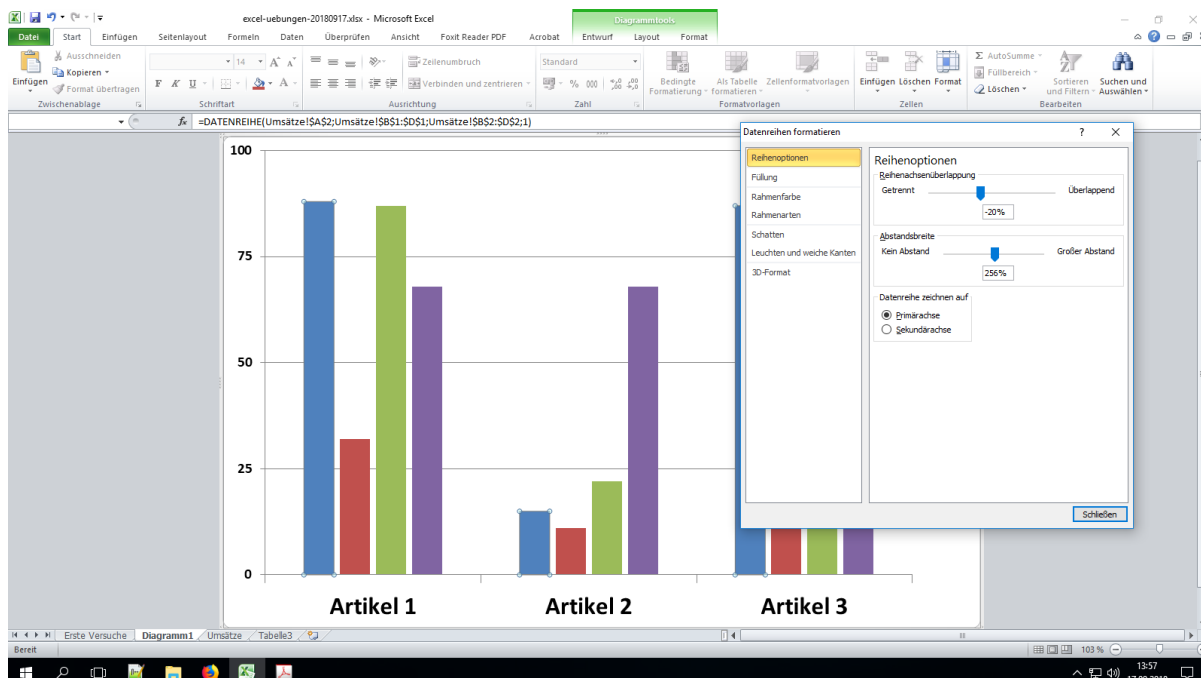 excel-uebungen-20180917.xlsx - Microsoft Excel
Diagrammtools
Datei Start Einfügen Seitenlayout Formeln Daten Überprüfen Ansicht Foxit Reader PDF Acrobat Entwurf Layout Format
Einfügen
Ausschneiden
Kopieren
Format übertragen
Zwischenablage
14 A A
F K U A
Schriftart
Zeilenumbruch
Verbinden und zentrieren
Ausrichtung
Standard
% 000
Zahl
Bedingte Formatierung
Als Tabelle formatieren
Zellenformatvorlagen
Formatvorlagen
Einfügen Löschen Format
Zellen
Σ AutoSumme
Füllbereich
Löschen
Sortieren und Filtern
Suchen und Auswählen
Bearbeiten
fx =DATENREIHE(Umsätze!$A$2;Umsätze!$B$1:$D$1;Umsätze!$B$2:$D$2;1)
100
75
50
25
0
Artikel 1 Artikel 2 Artikel 3
Datenreihen formatieren ?
Reihenoptionen
Füllung
Rahmenfarbe
Rahmenarten
Schatten
Leuchten und weiche Kanten
3D-Format
Reihenoptionen
Reihenachsenüberlappung
Getrennt Überlappend
-20%
Abstandsbreite
Kein Abstand Großer Abstand
256%
Datenreihe zeichnen auf
Primärachse
Sekundärachse
Schließen
Erste Versuche Diagramm1 Umsätze Tabelle3
Bereit 103 %
13:57